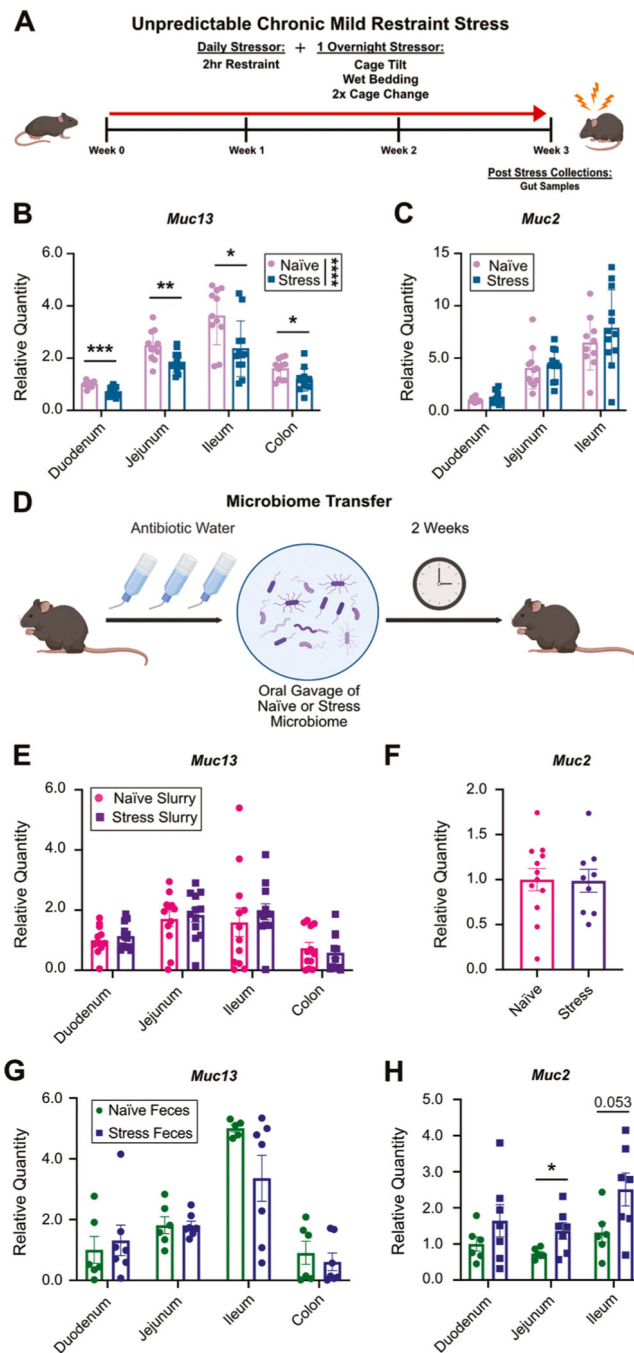 A
Unpredictable Chronic Mild Restraint Stress
Daily Stressor: + 1 Overnight Stressor:
2hr Restraint Cage Tilt
Wet Bedding
2x Cage Change
Week 0 Week 1 Week 2 Week 3
Post Stress Collections:
Gut Samples
B
Muc13
Relative Quantity
6.0
4.0
2.0
0.0
*** ** * *
Naïve
Stress
****
Duodenum Jejunum Ileum Colon
C
Muc2
Relative Quantity
15
10
5.0
0
Naïve
Stress
Duodenum Jejunum Ileum
D
Microbiome Transfer
Antibiotic Water
2 Weeks
Oral Gavage of
Naïve or Stress
Microbiome
E
Muc13
Relative Quantity
6.0
4.0
2.0
0.0
Naïve Slurry
Stress Slurry
Duodenum Jejunum Ileum Colon
F
Muc2
Relative Quantity
2.0
1.5
1.0
0.5
0.0
Naïve Stress
G
Muc13
Relative Quantity
6.0
4.0
2.0
0.0
Naïve Feces
Stress Feces
Duodenum Jejunum Ileum Colon
H
Muc2
Relative Quantity
5.0
4.0
3.0
2.0
1.0
0.0
*
0.053
Duodenum Jejunum Ileum